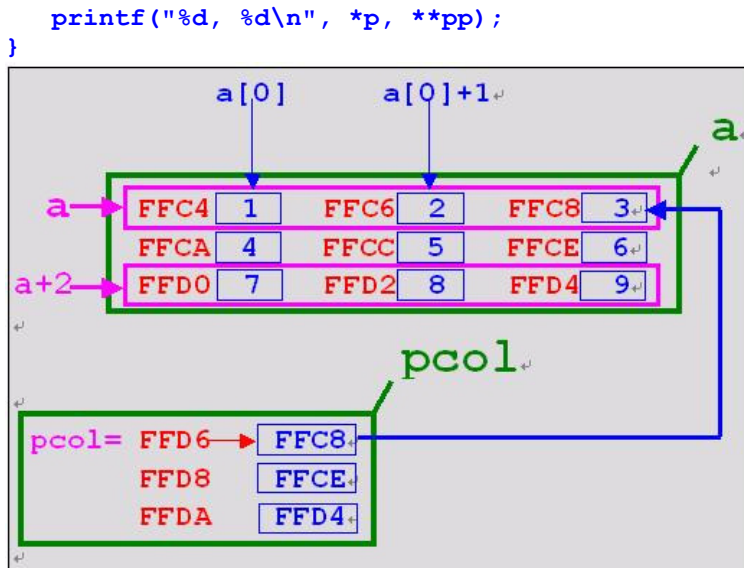 printf("%d, %d\n", *p, **pp);
}
a[0] a[0]+1↵
a↵
↵
a FFC4 1 FFC6 2 FFC8 3↵
FFCA 4 FFCC 5 FFCE 6↵
a+2 FFD0 7 FFD2 8 FFD4 9↵
↵
pcol↵
↵
pcol= FFD6 FFC8↵
FFD8 FFCE↵
FFDA FFD4↵
↵